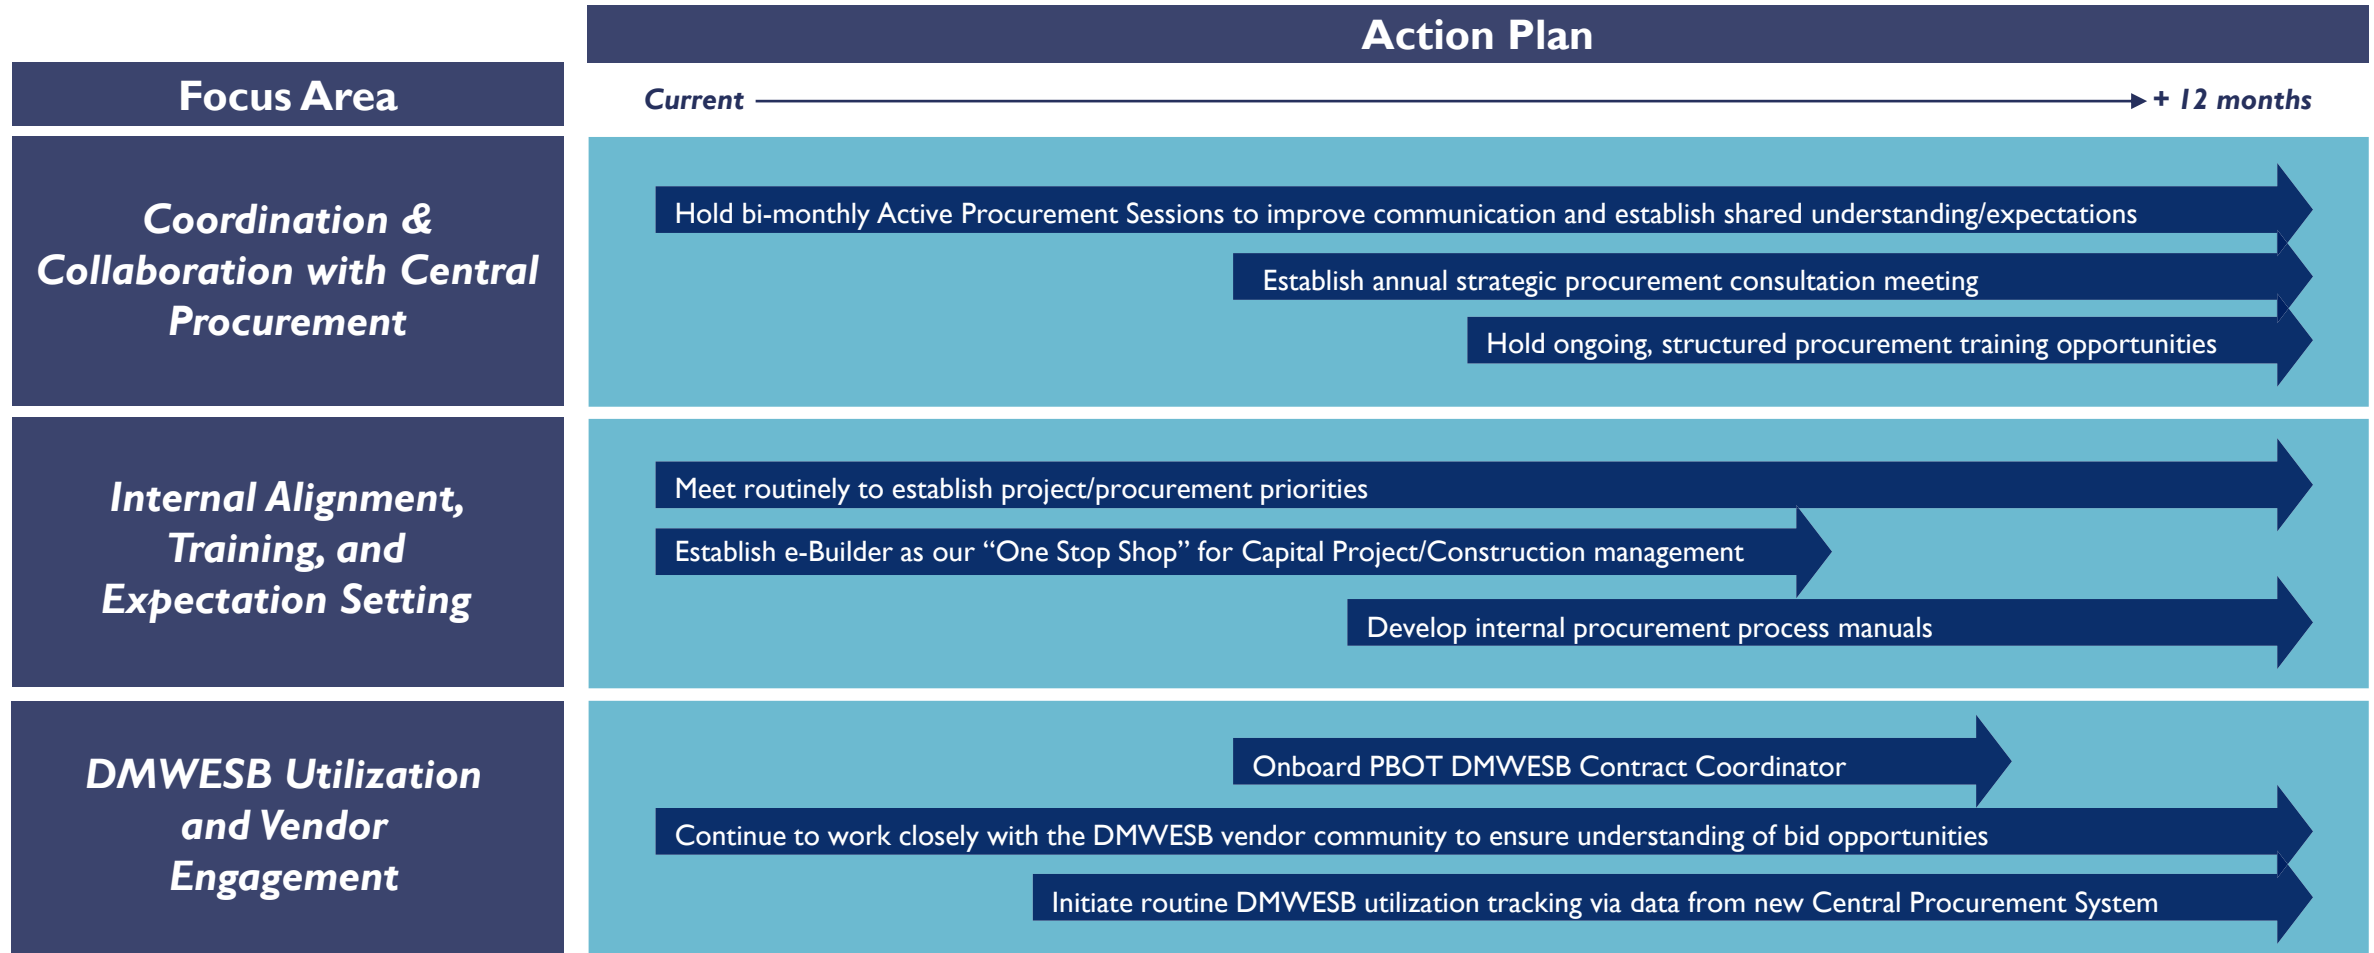 Action Plan
Focus Area
Current
+ 12 months
Coordination &
Collaboration with Central
Procurement
Hold bi-monthly Active Procurement Sessions to improve communication and establish shared understanding/expectations
Establish annual strategic procurement consultation meeting
Hold ongoing, structured procurement training opportunities
Internal Alignment,
Training, and
Expectation Setting
Meet routinely to establish project/procurement priorities
Establish e-Builder as our “One Stop Shop” for Capital Project/Construction management
Develop internal procurement process manuals
DMWESB Utilization
and Vendor
Engagement
Onboard PBOT DMWESB Contract Coordinator
Continue to work closely with the DMWESB vendor community to ensure understanding of bid opportunities
Initiate routine DMWESB utilization tracking via data from new Central Procurement System